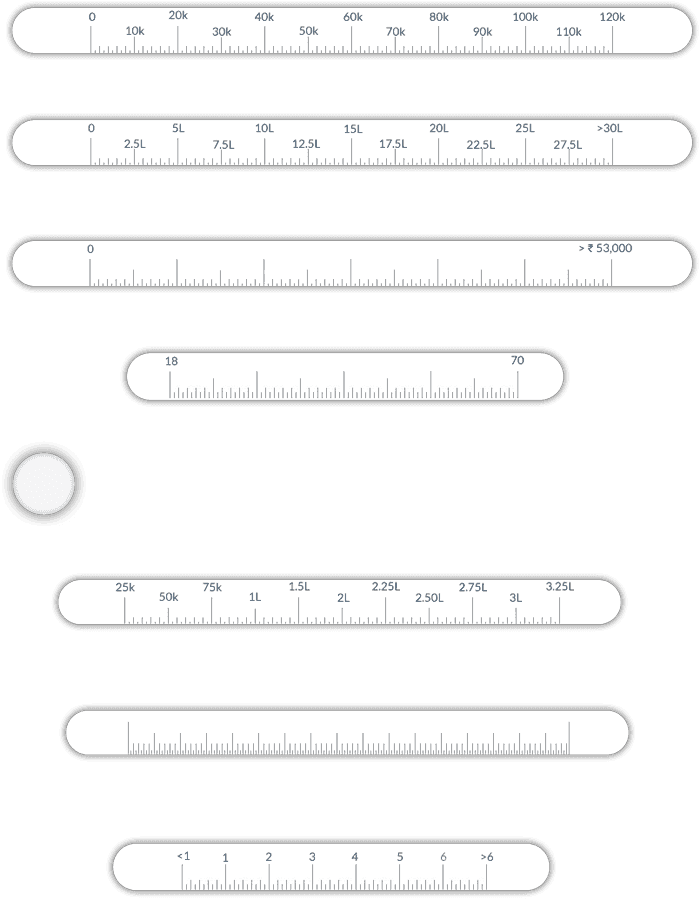 0 20k 40k 60k 80k 100k 120k
10k 30k 50k 70k 90k 110k
0 5L 10L 15L 20L 25L >30L
2.5L 7.5L 12.5L 17.5L 22.5L 27.5L
0 > ₹ 53,000
18 70
25k 75k 1.5L 2.25L 2.75L 3.25L
50k 1L 2L 2.50L 3L
<1 1 2 3 4 5 6 >6